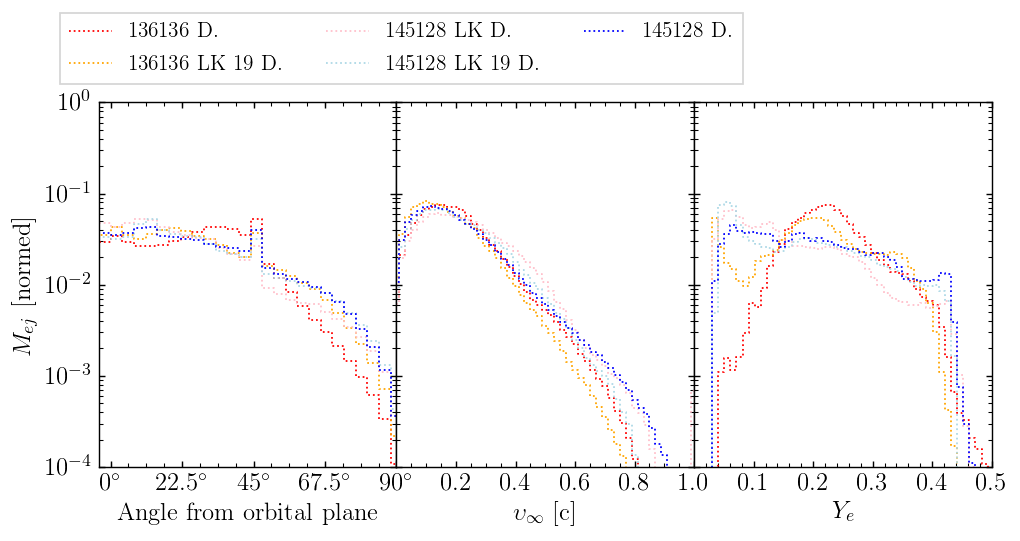 136136 D.
136136 LK 19 D.
145128 LK D.
145128 LK 19 D.
145128 D.
10⁰
10⁻¹
10⁻²
10⁻³
10⁻⁴
M_ej [normed]
0° 22.5° 45° 67.5° 90° 0.2 0.4 0.6 0.8 1.0 0.1 0.2 0.3 0.4 0.5
Angle from orbital plane
υ_∞ [c]
Y_e